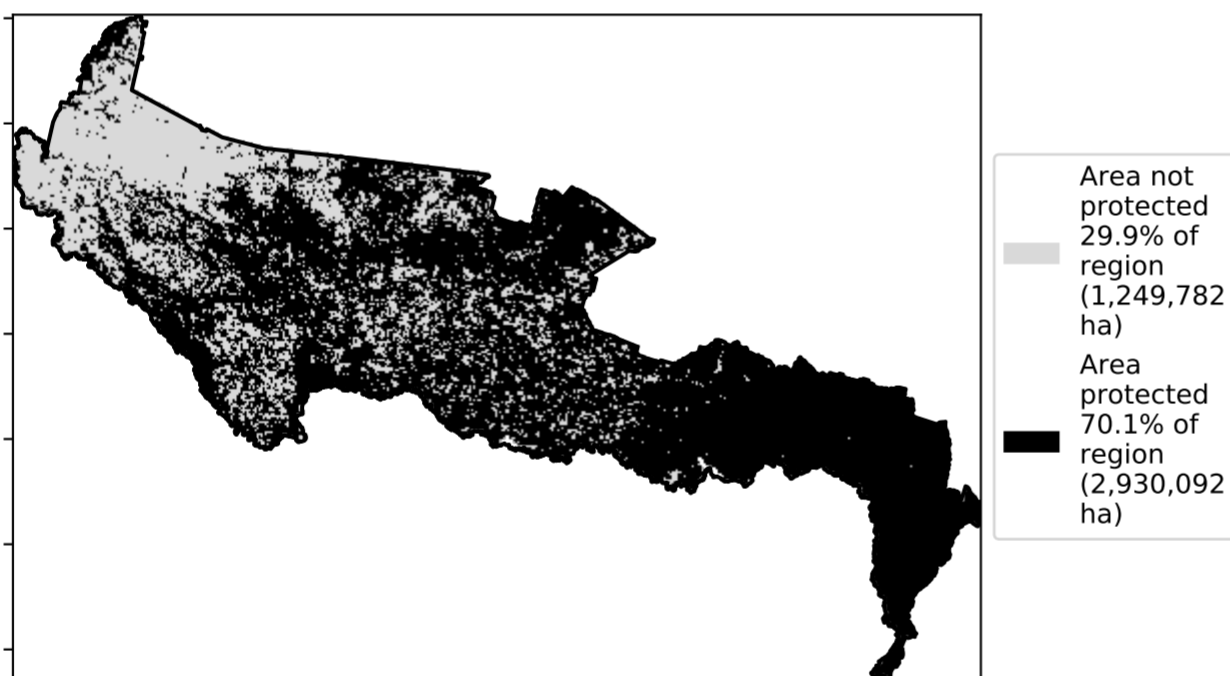 Area not
protected
29.9% of
region
(1,249,782
ha)
Area
protected
70.1% of
region
(2,930,092
ha)